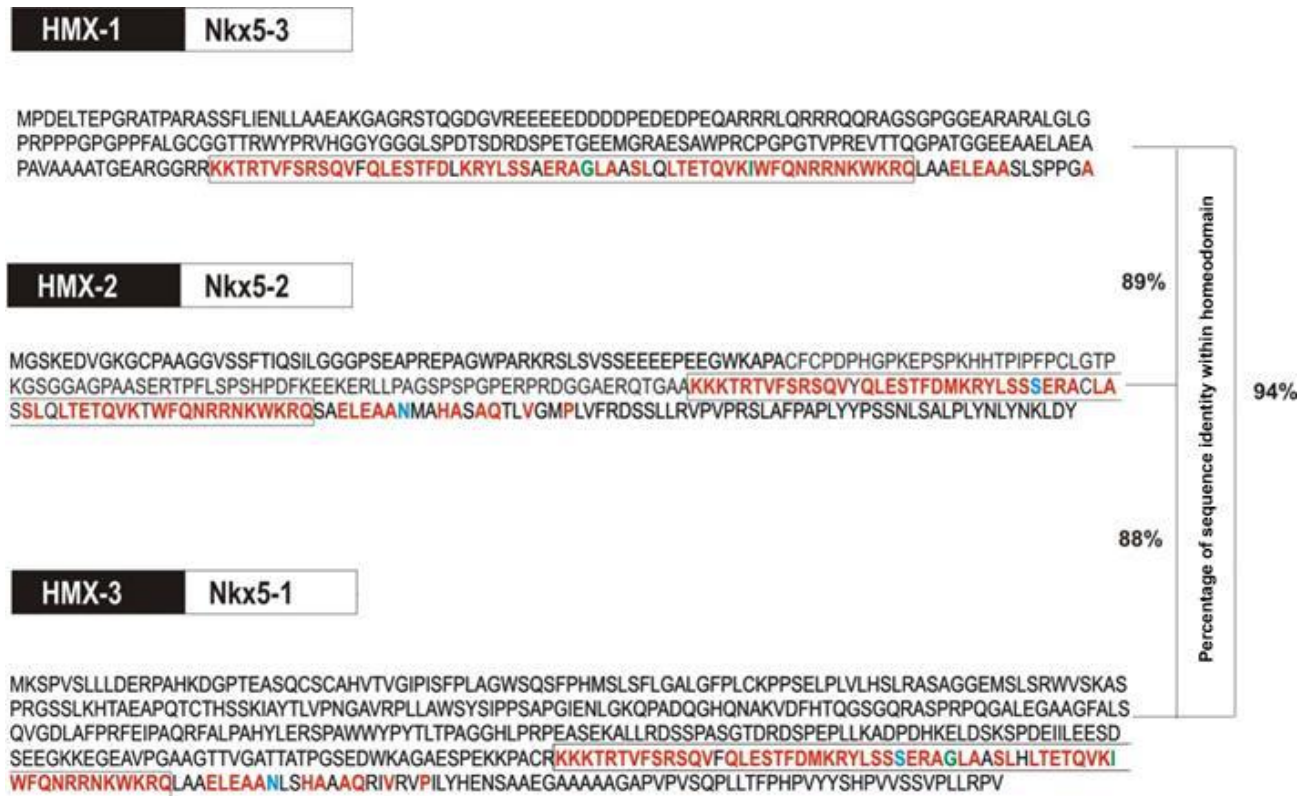 HMX-1 Nkx5-3
MPDELTEPGRATPARASSFLIENLLAAEAKGAGRSTQGDGVREEEEEEDDDDPEDEDPEQARRRLQRRRQQRAGSGPGGEARARALGLG
PRPPPGPGPPFALGCGGTTRWYPRVHGGYGGGLSPDTSDRDSPETGEEMGRAESAWPRCPGPGTVPREVTTQGPATGGEEAAELAEA
PAVAAAATGEARGGRRKKTRTVFSRSQVFQLESTFDLKRYLSSAERAGLAASLQLTETQVKIWFQNRRNKWKRQLAAELEAASLSPPGA
HMX-2 Nkx5-2
89%
MGSKEDVGKGCPAAGGVSSFTIQSILGGGPSEAPREPAGWPARKRSLSVSSEEEEPEEGWKAPACFCPDPHGPKEPSPKHHTPIPFPCLGTP
KGSGGAGPAASERTPFLSPSHPDFKEEKERLLPAGSPSPGPERPRDGGAERQTGAAKKKTRTVFSRSQVYQLESTFDMKRYLSSSERACLA
SSLQLTETQVKTWFQNRRNKWKRQSAELEAANMAHASAQTLVGMPLVFRDSSLLRVPVPRSLAFPAPLYYPSSNLSALPLYNLYNKLDY
94%
Percentage of sequence identity within homeodomain
88%
HMX-3 Nkx5-1
MKSPVSLLLDERPAHKDGPTEASQCSCAHVTVGIPISFPLAGWSQSFPHMSLSFLGALGFPLCKPPSELPLVLHSLRASAGGEMSLSRWVSKAS
PRGSSLKHTAEAPQTCTHSSKIAYTLVPNGAVRPLLAWSYSIPPSAPGIENLGKQPADQGHQNAKVDFHTQGSGQRASPRPQGALEGAAGFALS
QVGDLAFPRFEIPAQRFALPAHYLERSPAWWYPYTLTPAGGHLPRPEASEKALLRDSSPASGTDRDSPEPLLKADPDHKELDSKSPDEIILEESD
SEEGKKEGEAVPGAAGTTVGATTATPGSEDWKAGAESPEKKPACRKKKTRTVFSRSQVFQLESTFDMKRYLSSSERAGLAASLHLTETQVKI
WFQNRRNKWKRQLAAELEAANLSHAAAQRIVRVPILYHENSAAEGAAAAAGAPVPVSQPLLTFPHPVYYSHPVVSSVPLLRPV